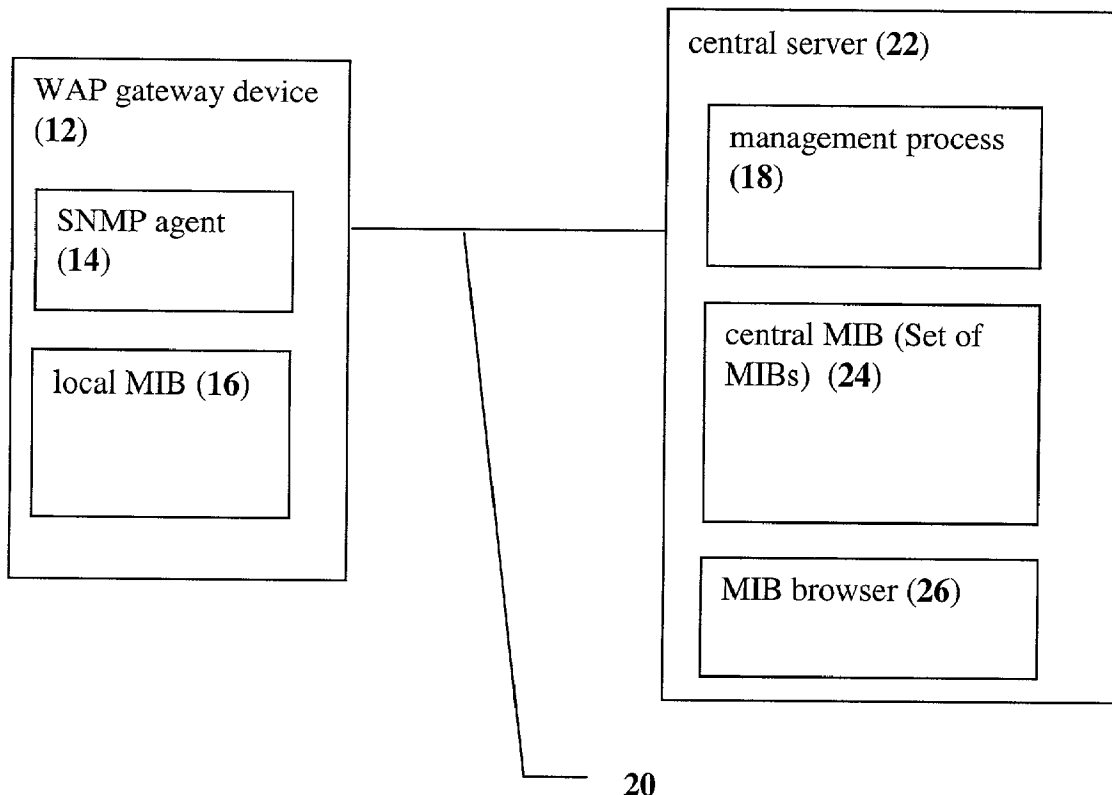 WAP gateway device
(12)
SNMP agent
(14)
local MIB (16)
central server (22)
management process
(18)
central MIB (Set of
MIBs) (24)
MIB browser (26)
20